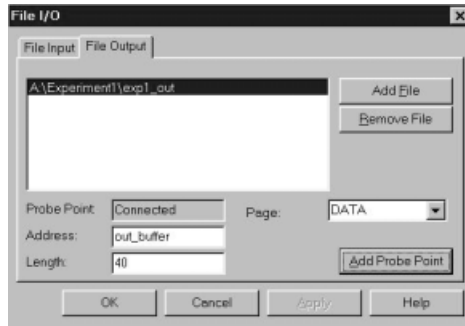 File I/O
File Input File Output
A:\Experiment1\exp1_out
Add File
Remove File
Probe Point: Connected Page: DATA
Address: out_buffer
Length: 40 Add Probe Point
OK Cancel Apply Help